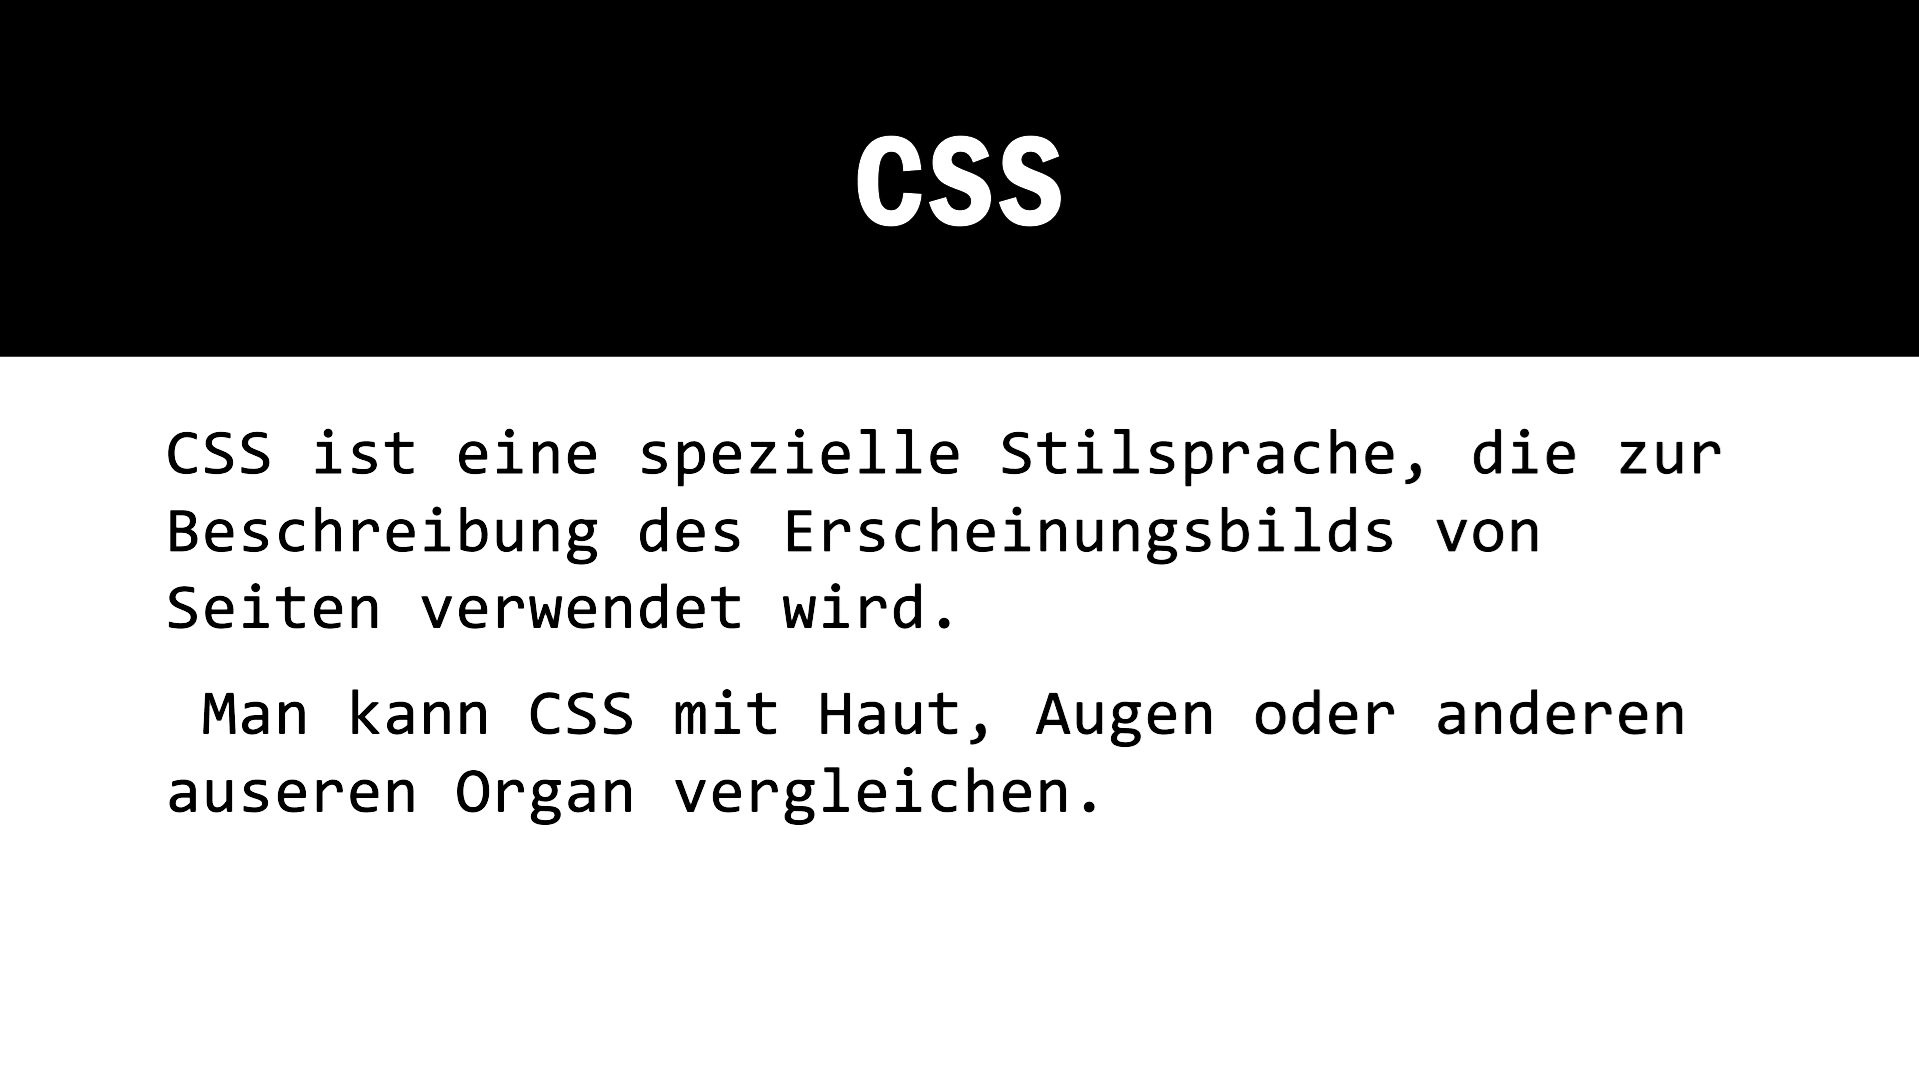 CSS
CSS ist eine spezielle Stilsprache, die zur
Beschreibung des Erscheinungsbilds von
Seiten verwendet wird.
Man kann CSS mit Haut, Augen oder anderen
auseren Organ vergleichen.